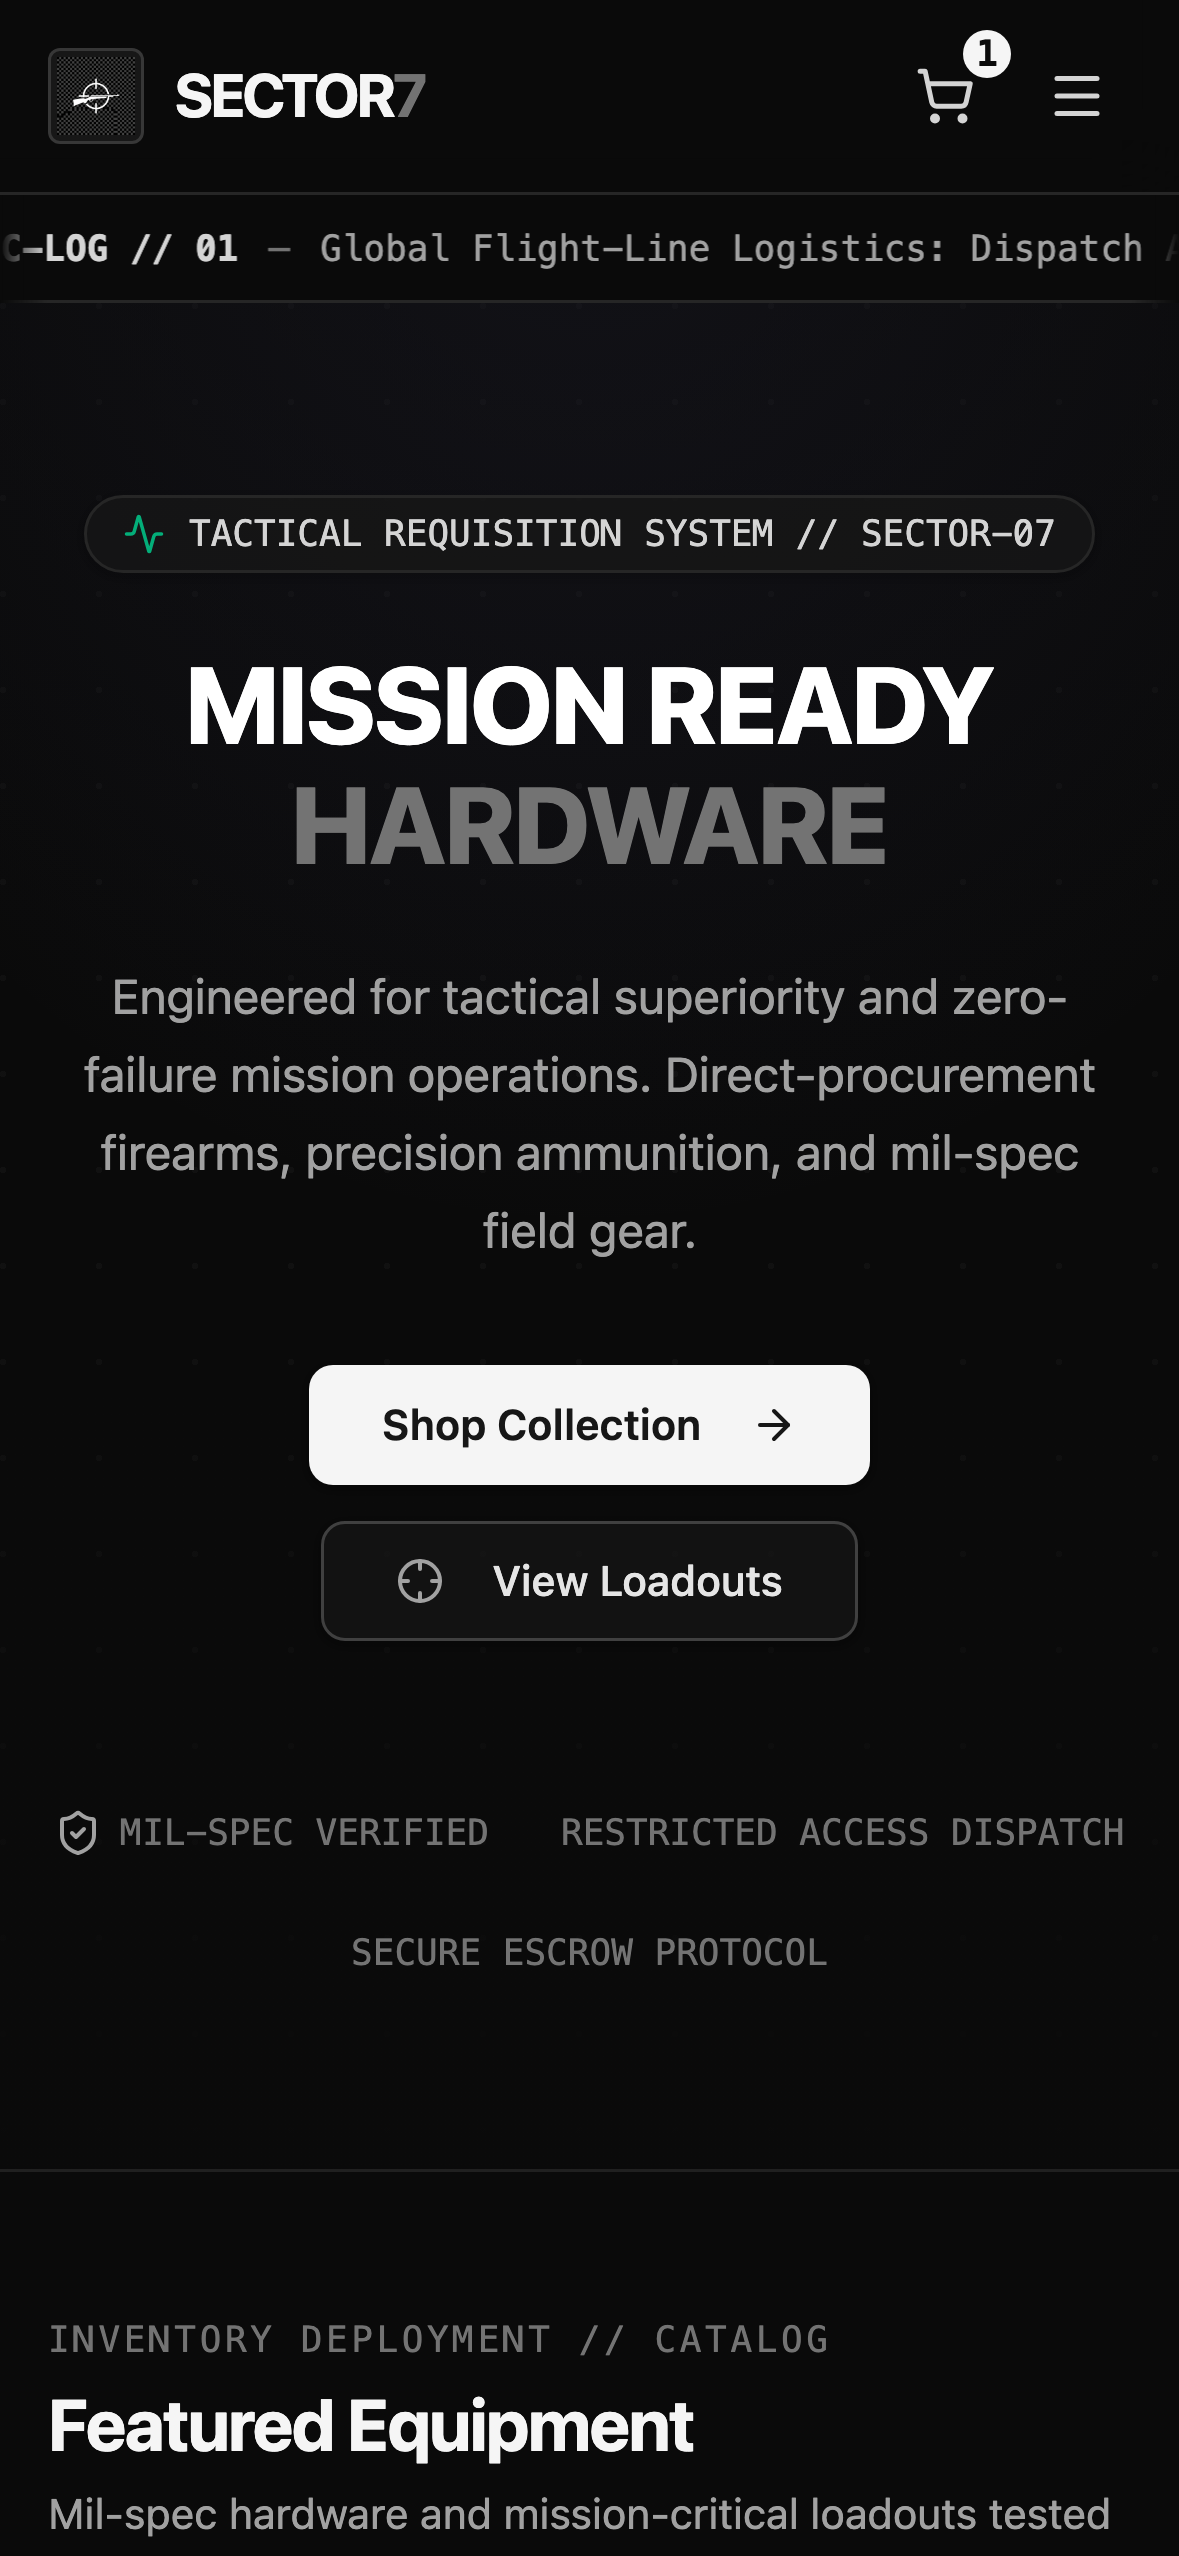 SECTOR7
1
C-LOG // 01 — Global Flight-Line Logistics: Dispatch
TACTICAL REQUISITION SYSTEM // SECTOR-07
MISSION READY
HARDWARE
Engineered for tactical superiority and zero-
failure mission operations. Direct-procurement
firearms, precision ammunition, and mil-spec
field gear.
Shop Collection
View Loadouts
MIL-SPEC VERIFIED RESTRICTED ACCESS DISPATCH
SECURE ESCROW PROTOCOL
INVENTORY DEPLOYMENT // CATALOG
Featured Equipment
Mil-spec hardware and mission-critical loadouts tested